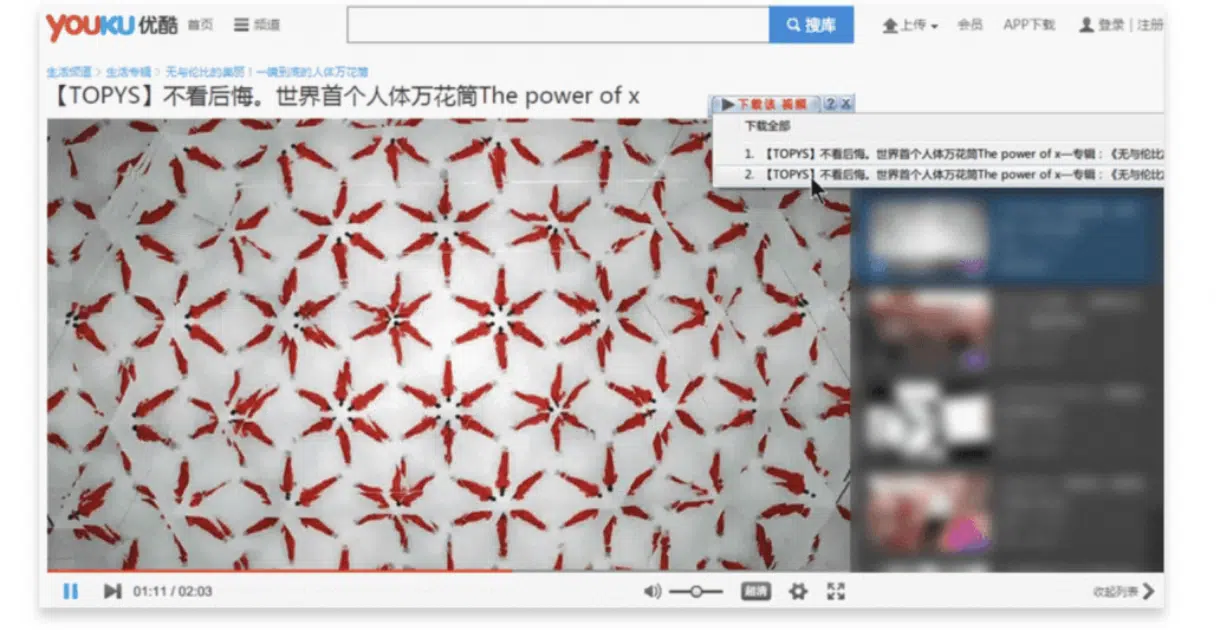 YOUKU 优酷 首页 频道 搜库 上传 会员 APP下载 登录 | 注册
生活频道 > 生活专辑 > 无与伦比的美丽！一镜到底的人体万花筒
【TOPYS】不看后悔。世界首个人体万花筒The power of x
下载该 视频 ? X
下载全部
1. 【TOPYS】不看后悔。世界首个人体万花筒The power of x—专辑：《无与伦比
2. 【TOPYS】不看后悔。世界首个人体万花筒The power of x—专辑：《无与伦比
01:11 / 02:03 超清 收起列表